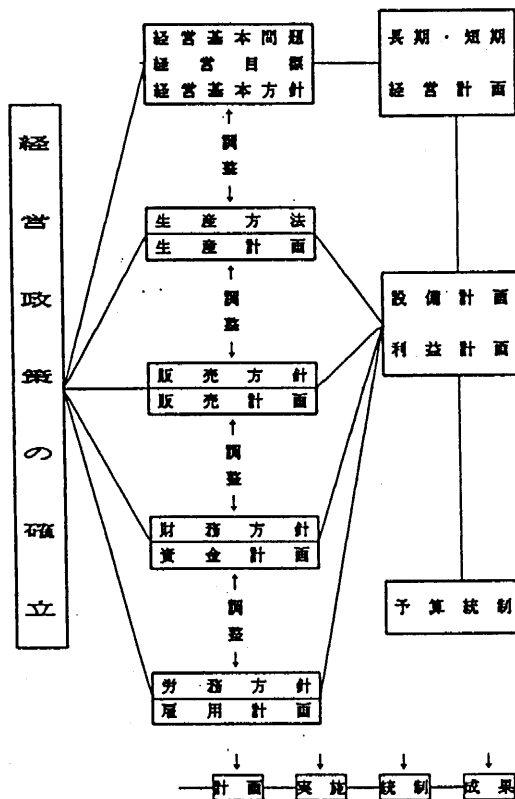 経営政策の確立
経営基本問題
経営目標
経営基本方針
↑
調整
↓
生産方法
生産計画
↑
調整
↓
販売方針
販売計画
↑
調整
↓
財務方針
資金計画
↑
調整
↓
労務方針
雇用計画
長期・短期
経営計画
設備計画
利益計画
予算統制
↓ ↓ ↓ ↓
計画 実施 統制 成果